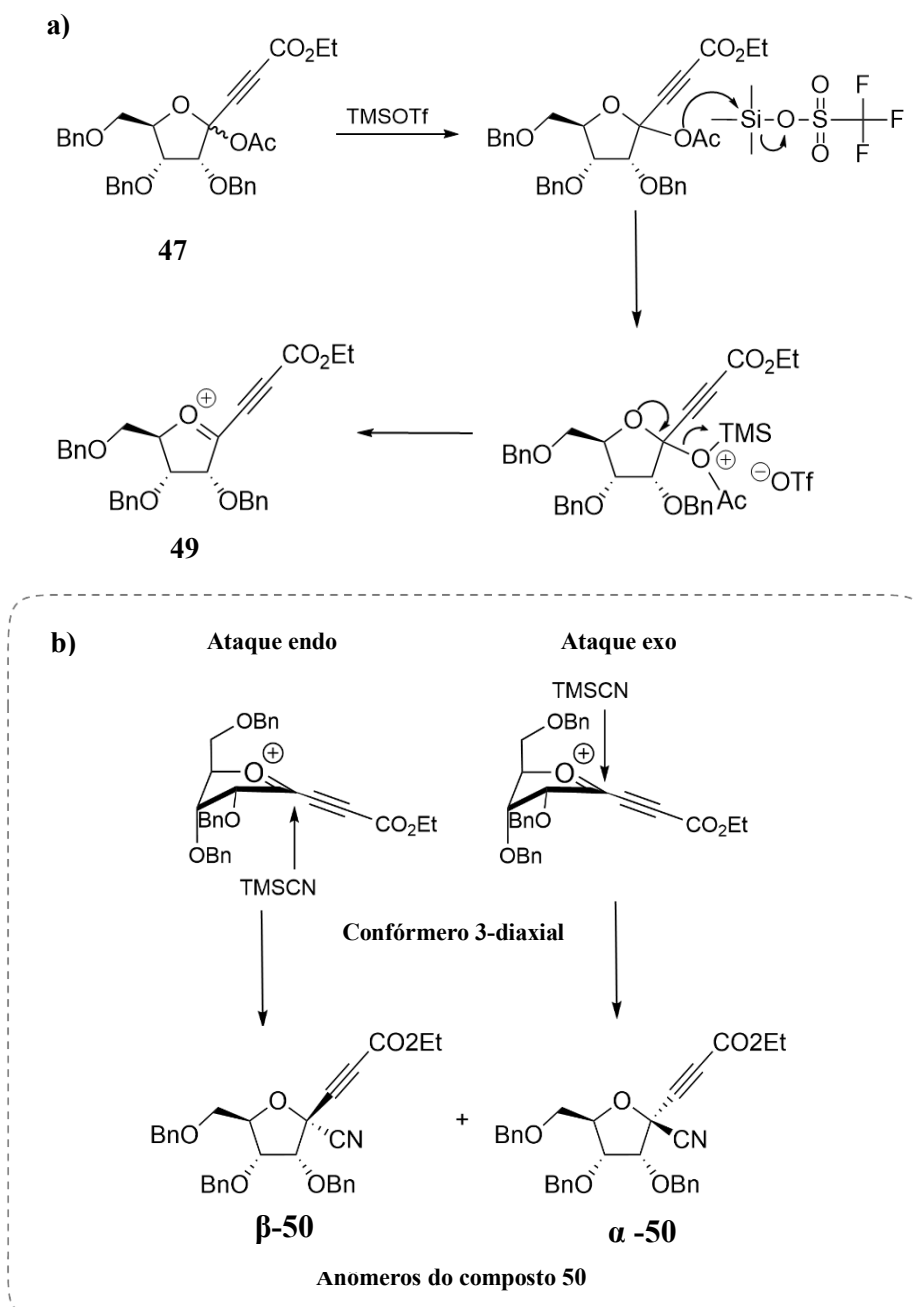 a)
CO₂Et
O
BnO
OAc
BnO
OBn
47
TMSOTf
CO₂Et
O
BnO
OAc
BnO
OBn
Si
O
S
O
O
F
F
F
CO₂Et
O
BnO
TMS
O
⊕
⊖OTf
Ac
BnO
OBn
CO₂Et
⊕
O
BnO
BnO
OBn
49
b)
Ataque endo
Ataque exo
TMSCN
OBn
⊕
O
BnO
OBn
CO₂Et
TMSCN
OBn
⊕
O
BnO
OBn
CO₂Et
Confórmero 3-diaxial
CO2Et
O
BnO
CN
BnO
OBn
β-50
+
CO2Et
O
BnO
CN
BnO
OBn
α -50
Anômeros do composto 50